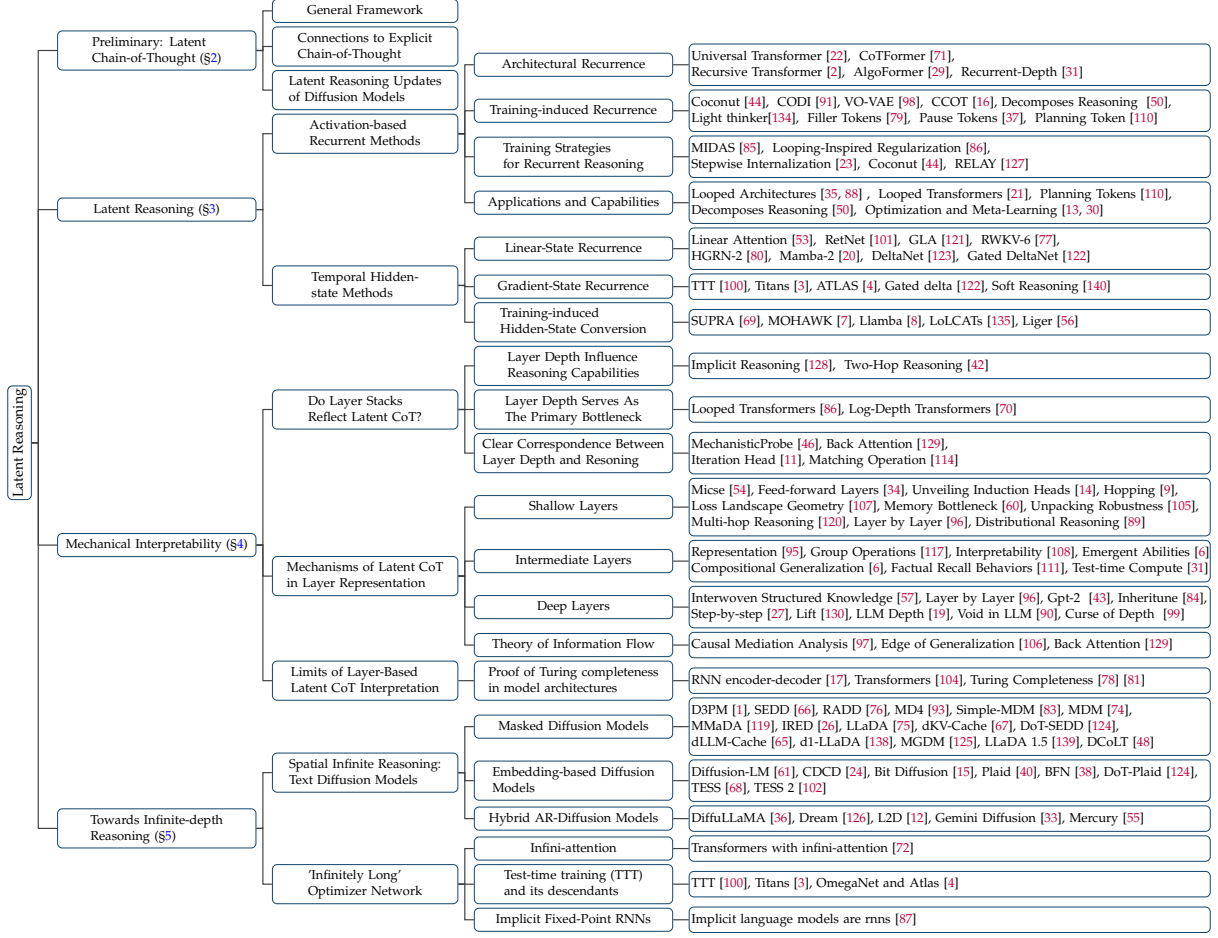 Latent Reasoning
Preliminary: Latent
Chain-of-Thought (§2)
General Framework
Connections to Explicit
Chain-of-Thought
Latent Reasoning Updates
of Diffusion Models
Latent Reasoning (§3)
Activation-based
Recurrent Methods
Architectural Recurrence
Universal Transformer [22], CoTFormer [71],
Recursive Transformer [2], AlgoFormer [29], Recurrent-Depth [31]
Training-induced Recurrence
Coconut [44], CODI [91], VO-VAE [98], CCOT [16], Decomposes Reasoning [50],
Light thinker[134], Filler Tokens [79], Pause Tokens [37], Planning Token [110]
Training Strategies
for Recurrent Reasoning
MIDAS [85], Looping-Inspired Regularization [86],
Stepwise Internalization [23], Coconut [44], RELAY [127]
Applications and Capabilities
Looped Architectures [35, 88] , Looped Transformers [21], Planning Tokens [110],
Decomposes Reasoning [50], Optimization and Meta-Learning [13, 30]
Temporal Hidden-
state Methods
Linear-State Recurrence
Linear Attention [53], RetNet [101], GLA [121], RWKV-6 [77],
HGRN-2 [80], Mamba-2 [20], DeltaNet [123], Gated DeltaNet [122]
Gradient-State Recurrence
TTT [100], Titans [3], ATLAS [4], Gated delta [122], Soft Reasoning [140]
Training-induced
Hidden-State Conversion
SUPRA [69], MOHAWK [7], Llamba [8], LoLCATs [135], Liger [56]
Mechanical Interpretability (§4)
Do Layer Stacks
Reflect Latent CoT?
Layer Depth Influence
Reasoning Capabilities
Implicit Reasoning [128], Two-Hop Reasoning [42]
Layer Depth Serves As
The Primary Bottleneck
Looped Transformers [86], Log-Depth Transformers [70]
Clear Correspondence Between
Layer Depth and Resoning
MechanisticProbe [46], Back Attention [129],
Iteration Head [11], Matching Operation [114]
Mechanisms of Latent CoT
in Layer Representation
Shallow Layers
Micse [54], Feed-forward Layers [34], Unveiling Induction Heads [14], Hopping [9],
Loss Landscape Geometry [107], Memory Bottleneck [60], Unpacking Robustness [105],
Multi-hop Reasoning [120], Layer by Layer [96], Distributional Reasoning [89]
Intermediate Layers
Representation [95], Group Operations [117], Interpretability [108], Emergent Abilities [6]
Compositional Generalization [6], Factual Recall Behaviors [111], Test-time Compute [31]
Deep Layers
Interwoven Structured Knowledge [57], Layer by Layer [96], Gpt-2 [43], Inheritune [84],
Step-by-step [27], Lift [130], LLM Depth [19], Void in LLM [90], Curse of Depth [99]
Theory of Information Flow
Causal Mediation Analysis [97], Edge of Generalization [106], Back Attention [129]
Limits of Layer-Based
Latent CoT Interpretation
Proof of Turing completeness
in model architectures
RNN encoder-decoder [17], Transformers [104], Turing Completeness [78] [81]
Towards Infinite-depth
Reasoning (§5)
Spatial Infinite Reasoning:
Text Diffusion Models
Masked Diffusion Models
D3PM [1], SEDD [66], RADD [76], MD4 [93], Simple-MDM [83], MDM [74],
MMaDA [119], IRED [26], LLaDA [75], dKV-Cache [67], DoT-SEDD [124],
dLLM-Cache [65], d1-LLaDA [138], MGDM [125], LLaDA 1.5 [139], DCoLT [48]
Embedding-based Diffusion
Models
Diffusion-LM [61], CDCD [24], Bit Diffusion [15], Plaid [40], BFN [38], DoT-Plaid [124],
TESS [68], TESS 2 [102]
Hybrid AR-Diffusion Models
DiffuLLaMA [36], Dream [126], L2D [12], Gemini Diffusion [33], Mercury [55]
'Infinitely Long'
Optimizer Network
Infini-attention
Transformers with infini-attention [72]
Test-time training (TTT)
and its descendants
TTT [100], Titans [3], OmegaNet and Atlas [4]
Implicit Fixed-Point RNNs
Implicit language models are rnns [87]